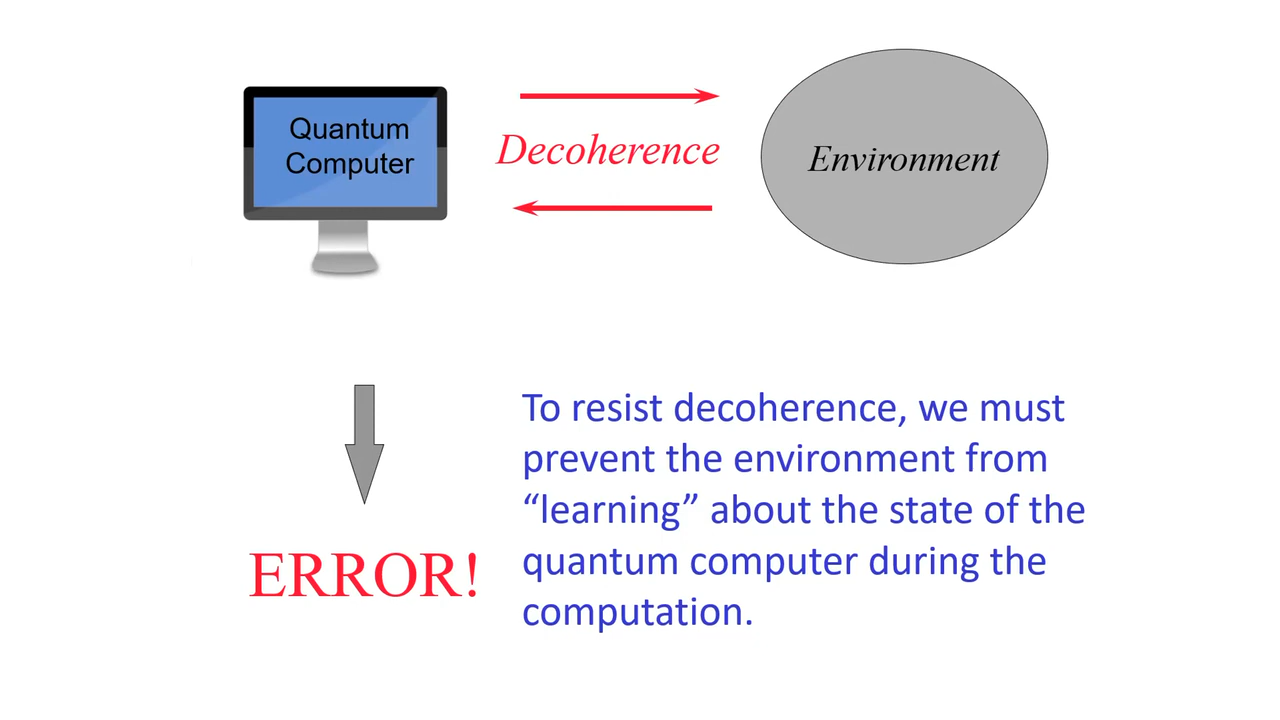 Quantum
Computer
Decoherence
Environment
To resist decoherence, we must
prevent the environment from
“learning” about the state of the
quantum computer during the
computation.
ERROR!